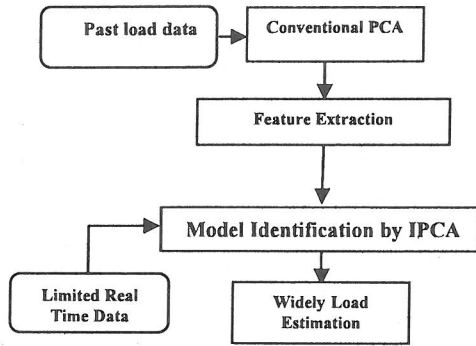 Past load data
Conventional PCA
Feature Extraction
Model Identification by IPCA
Limited Real
Time Data
Widely Load
Estimation